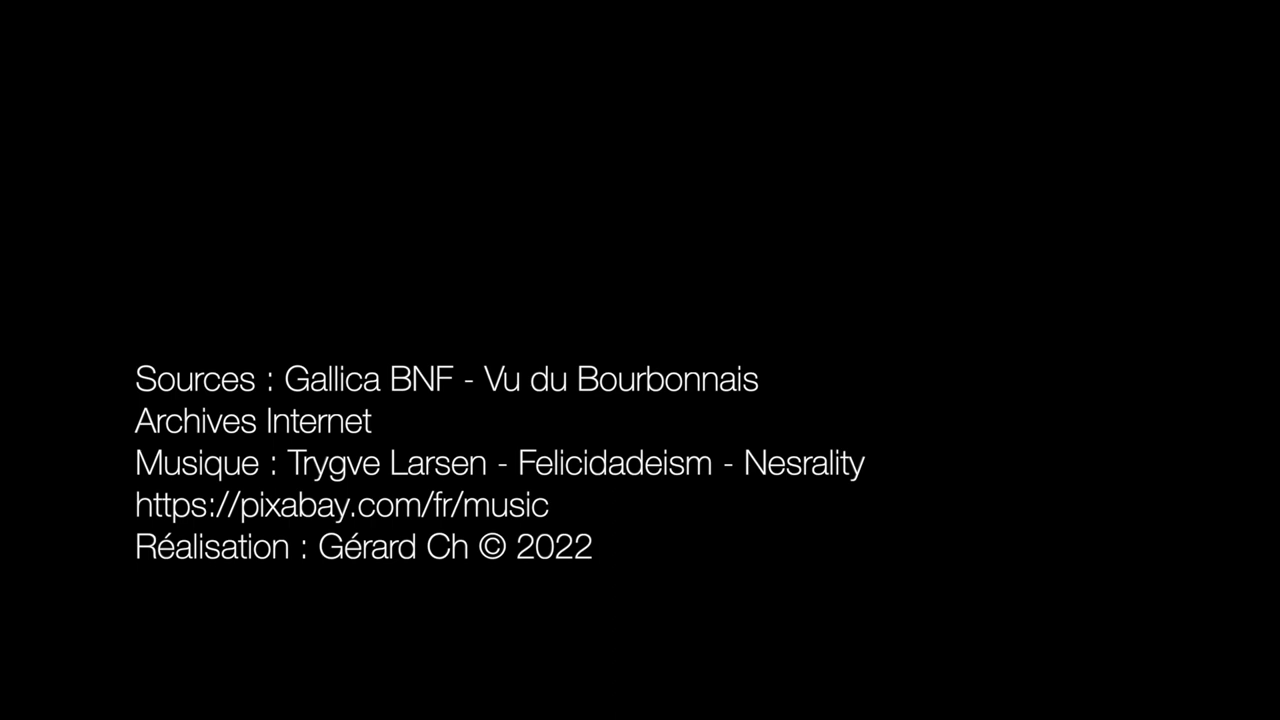 Sources : Gallica BNF - Vu du Bourbonnais
Archives Internet
Musique : Trygve Larsen - Felicidadeism - Nesrality
https://pixabay.com/fr/music
Réalisation : Gérard Ch © 2022